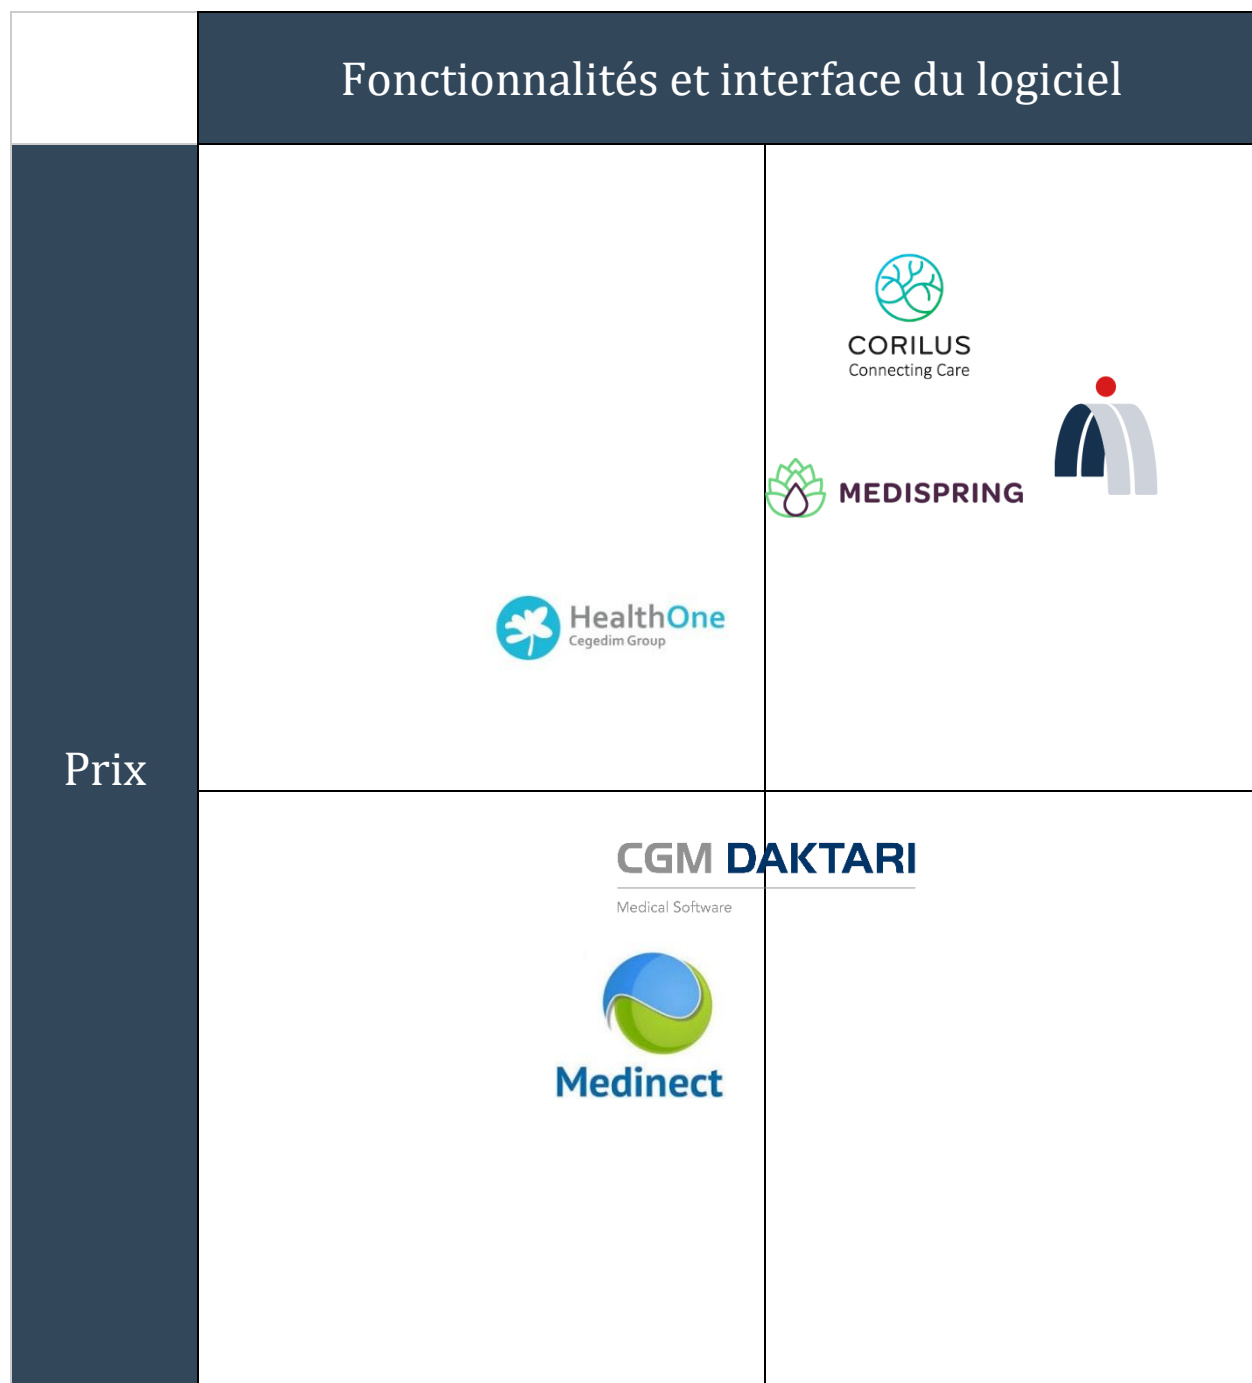 Fonctionnalités et interface du logiciel
CORILUS
Connecting Care
MEDISPRING
HealthOne
Cegedim Group
Prix
CGM DAKTARI
Medical Software
Medinect